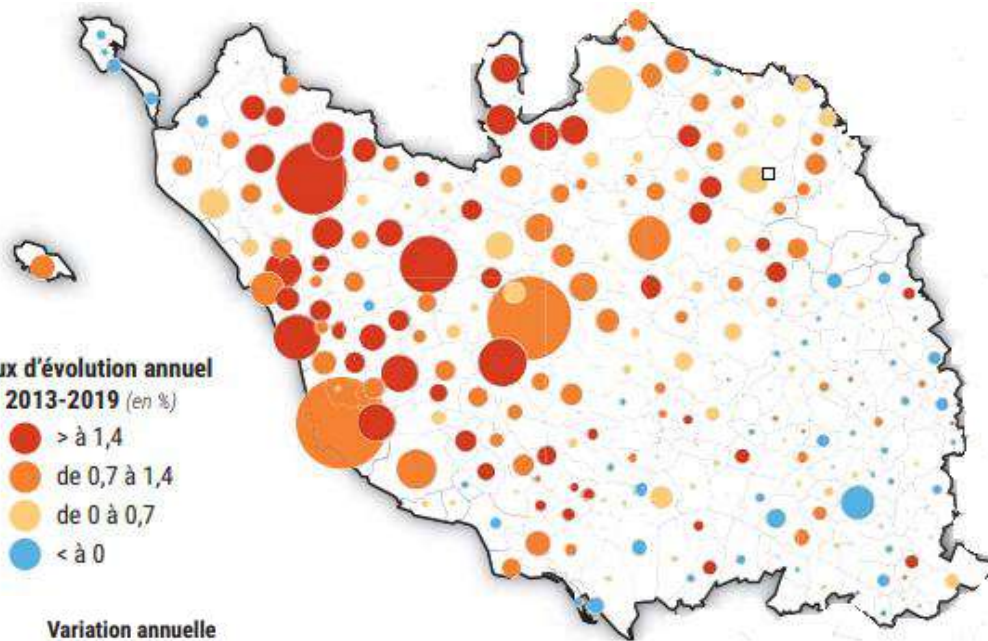 ux d'évolution annuel
2013-2019 (en %)
> à 1,4
de 0,7 à 1,4
de 0 à 0,7
< à 0
Variation annuelle